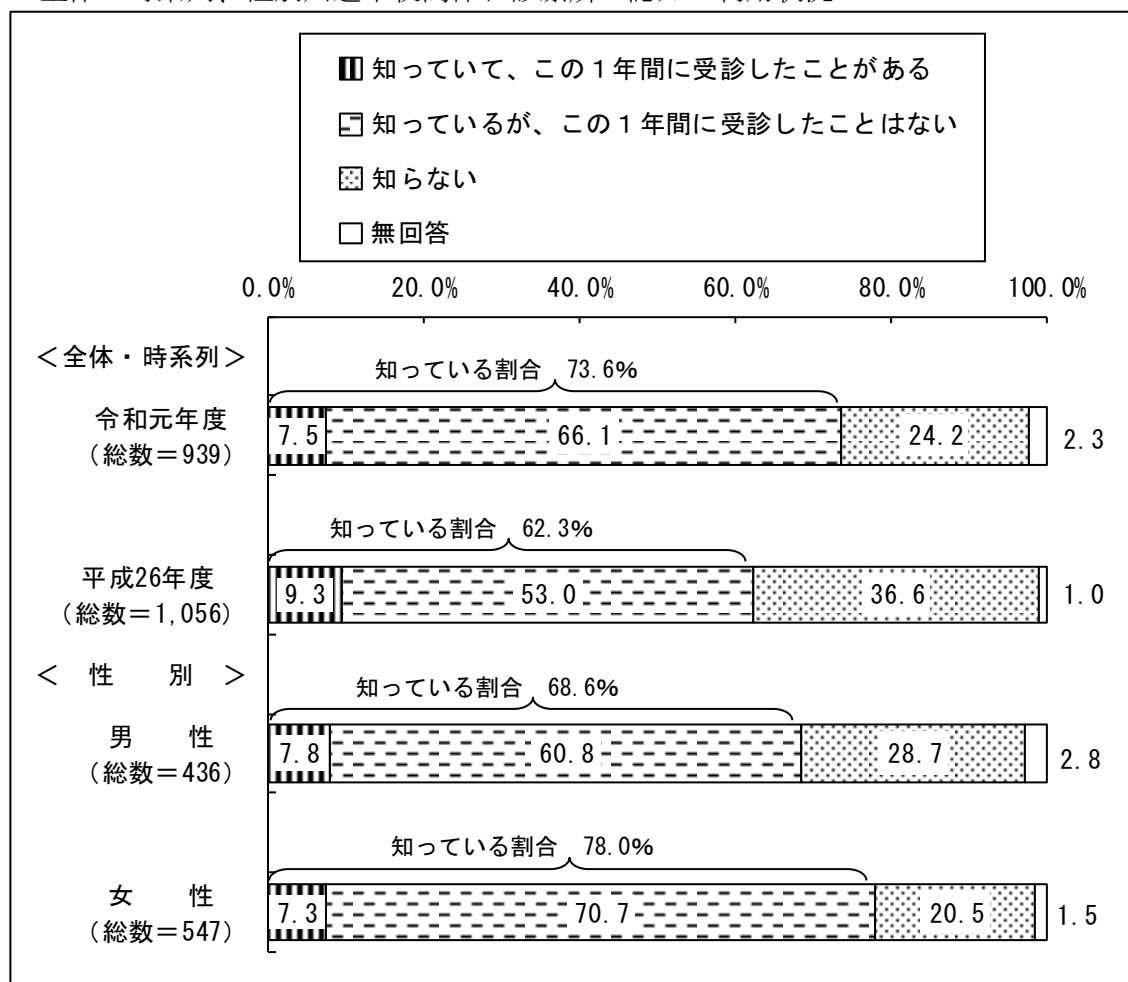 知っていて、この１年間に受診したことがある
知っているが、この１年間に受診したことはない
知らない
無回答
0.0% 20.0% 40.0% 60.0% 80.0% 100.0%
＜全体・時系列＞
知っている割合 73.6%
令和元年度
（総数＝939）
7.5 66.1 24.2 2.3
知っている割合 62.3%
平成26年度
（総数＝1,056）
9.3 53.0 36.6 1.0
＜ 性 別 ＞
知っている割合 68.6%
男 性
（総数＝436）
7.8 60.8 28.7 2.8
知っている割合 78.0%
女 性
（総数＝547）
7.3 70.7 20.5 1.5